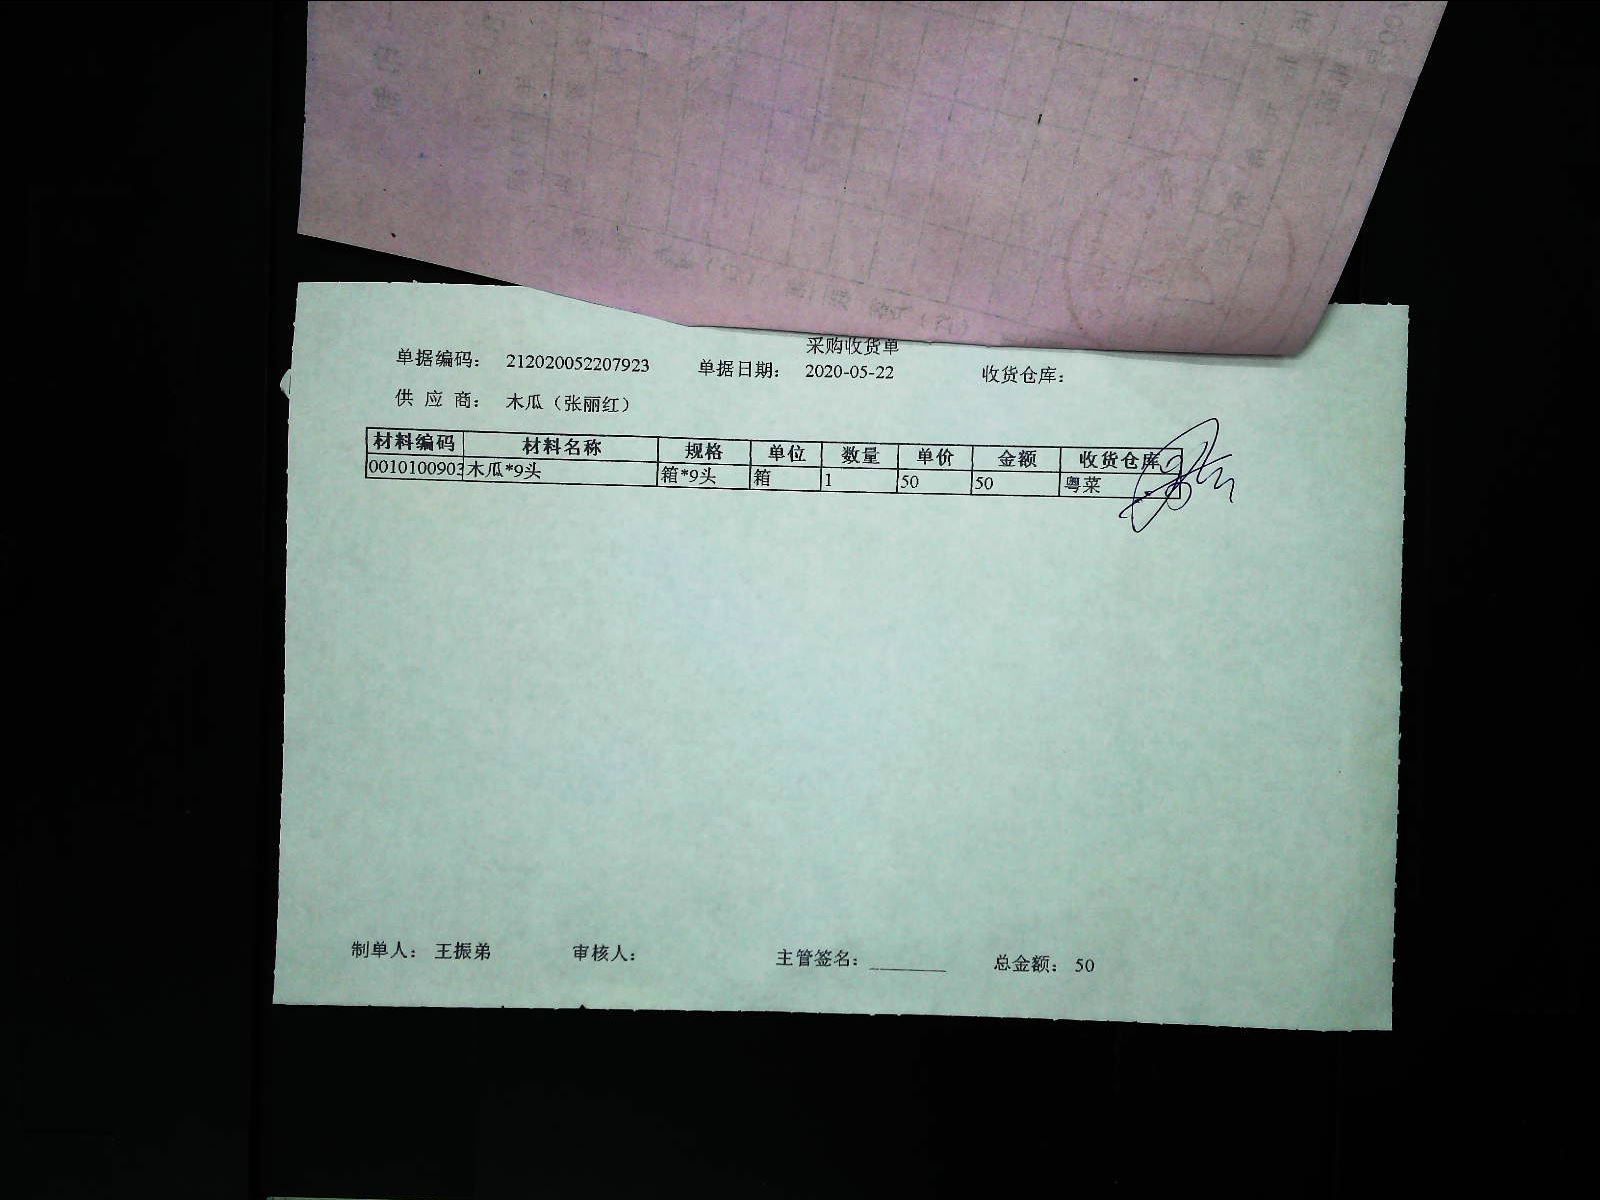 采购收货单
单据编码： 212020052207923 单据日期： 2020-05-22 收货仓库：
供 应 商： 木瓜（张丽红）
材料编码 材料名称 规格 单位 数量 单价 金额 收货仓库
0010100903 木瓜*9头 箱*9头 箱 1 50 50 粤菜
制单人： 王振弟 审核人： 主管签名：________ 总金额： 50